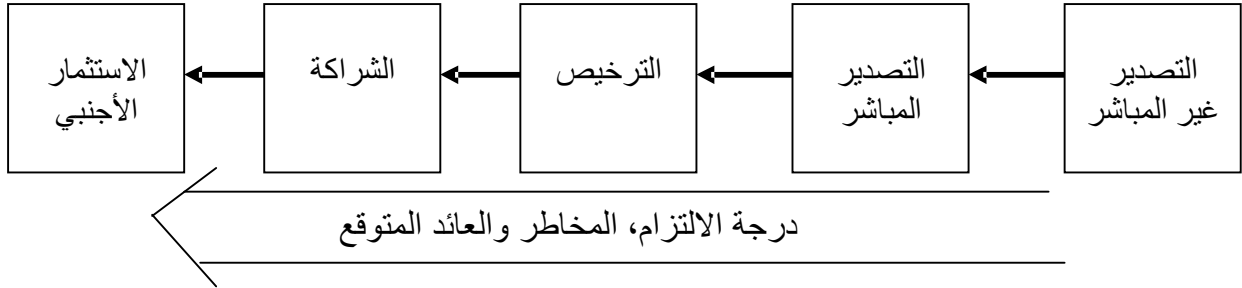 التصدير
غير المباشر
التصدير
المباشر
الترخيص
الشراكة
الاستثمار
الأجنبي
درجة الالتزام، المخاطر والعائد المتوقع